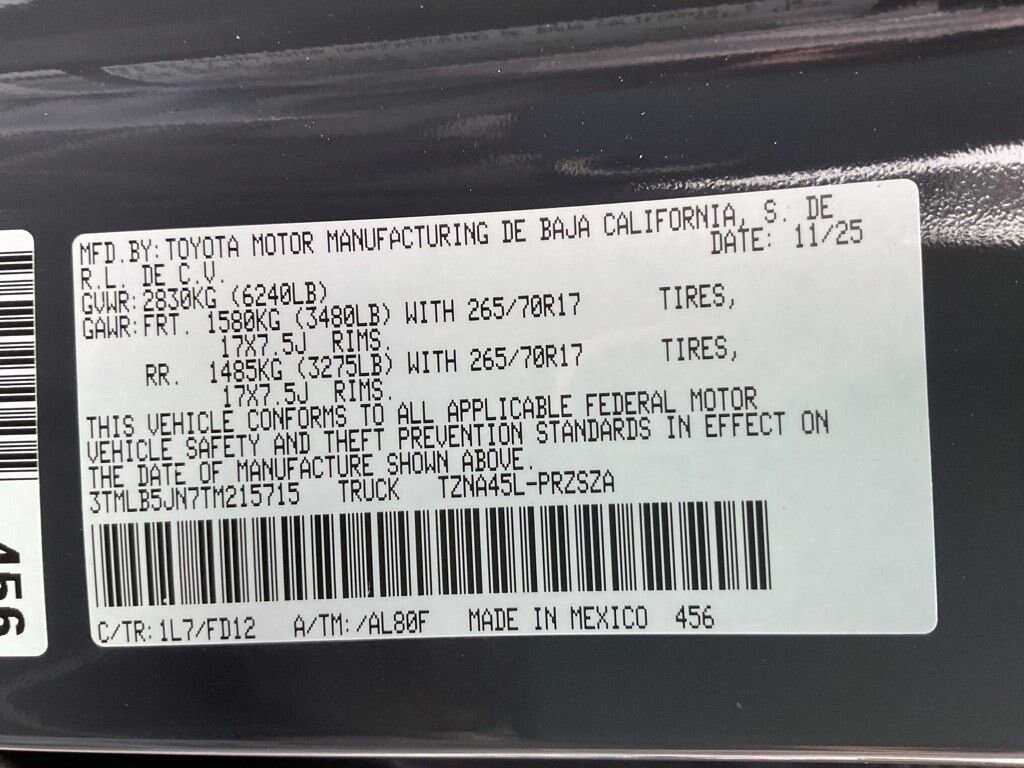 MFD.BY: TOYOTA MOTOR MANUFACTURING DE BAJA CALIFORNIA, S. DE
R.L. DE C.V. DATE: 11/25
GVWR: 2830KG (6240LB)
GAWR: FRT. 1580KG (3480LB) WITH 265/70R17 TIRES,
17X7.5J RIMS.
RR. 1485KG (3275LB) WITH 265/70R17 TIRES,
17X7.5J RIMS.
THIS VEHICLE CONFORMS TO ALL APPLICABLE FEDERAL MOTOR
VEHICLE SAFETY AND THEFT PREVENTION STANDARDS IN EFFECT ON
THE DATE OF MANUFACTURE SHOWN ABOVE.
3TMLB5JN7TM215715 TRUCK TZNA45L-PRZSZA
C/TR: 1L7/FD12 A/TM: /AL80F MADE IN MEXICO 456
456